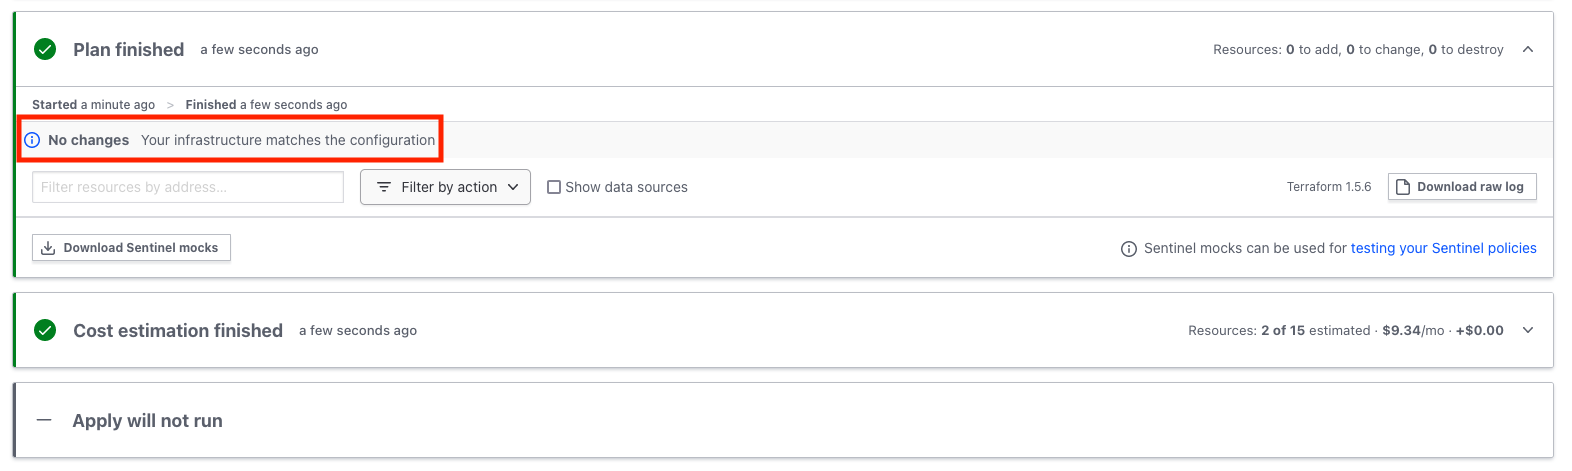 Plan finished a few seconds ago Resources: 0 to add, 0 to change, 0 to destroy
Started a minute ago > Finished a few seconds ago
No changes Your infrastructure matches the configuration
Filter resources by address... Filter by action Show data sources Terraform 1.5.6 Download raw log
Download Sentinel mocks Sentinel mocks can be used for testing your Sentinel policies
Cost estimation finished a few seconds ago Resources: 2 of 15 estimated · $9.34/mo · +$0.00
Apply will not run